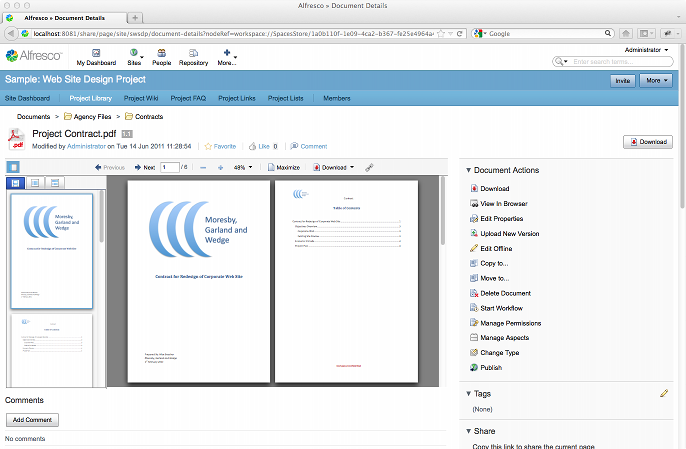 Alfresco » Document Details
Alfresco » Document Details
localhost:8081/share/page/site/swsdp/document-details?nodeRef=workspace://SpacesStore/1a0b110f-1e09-4ca2-b367-fe25e4964a
Google
Alfresco
My Dashboard Sites People Repository More...
Administrator
Enter search terms...
Sample: Web Site Design Project
Invite More
Site Dashboard Project Library Project Wiki Project FAQ Project Links Project Lists Members
Documents > Agency Files > Contracts
Project Contract.pdf 1.1
Modified by Administrator on Tue 14 Jun 2011 11:28:54 Favorite Like 0 Comment
Download
Previous Next 1 / 6 48% Maximize Download
Moresby,
Garland and
Wedge
Contract for Redesign of Corporate Web Site
Contract
Table of Contents
Document Actions
Download
View In Browser
Edit Properties
Upload New Version
Edit Offline
Copy to...
Move to...
Delete Document
Start Workflow
Manage Permissions
Manage Aspects
Change Type
Publish
Tags
(None)
Share
Copy this link to share the current page
Comments
Add Comment
No comments